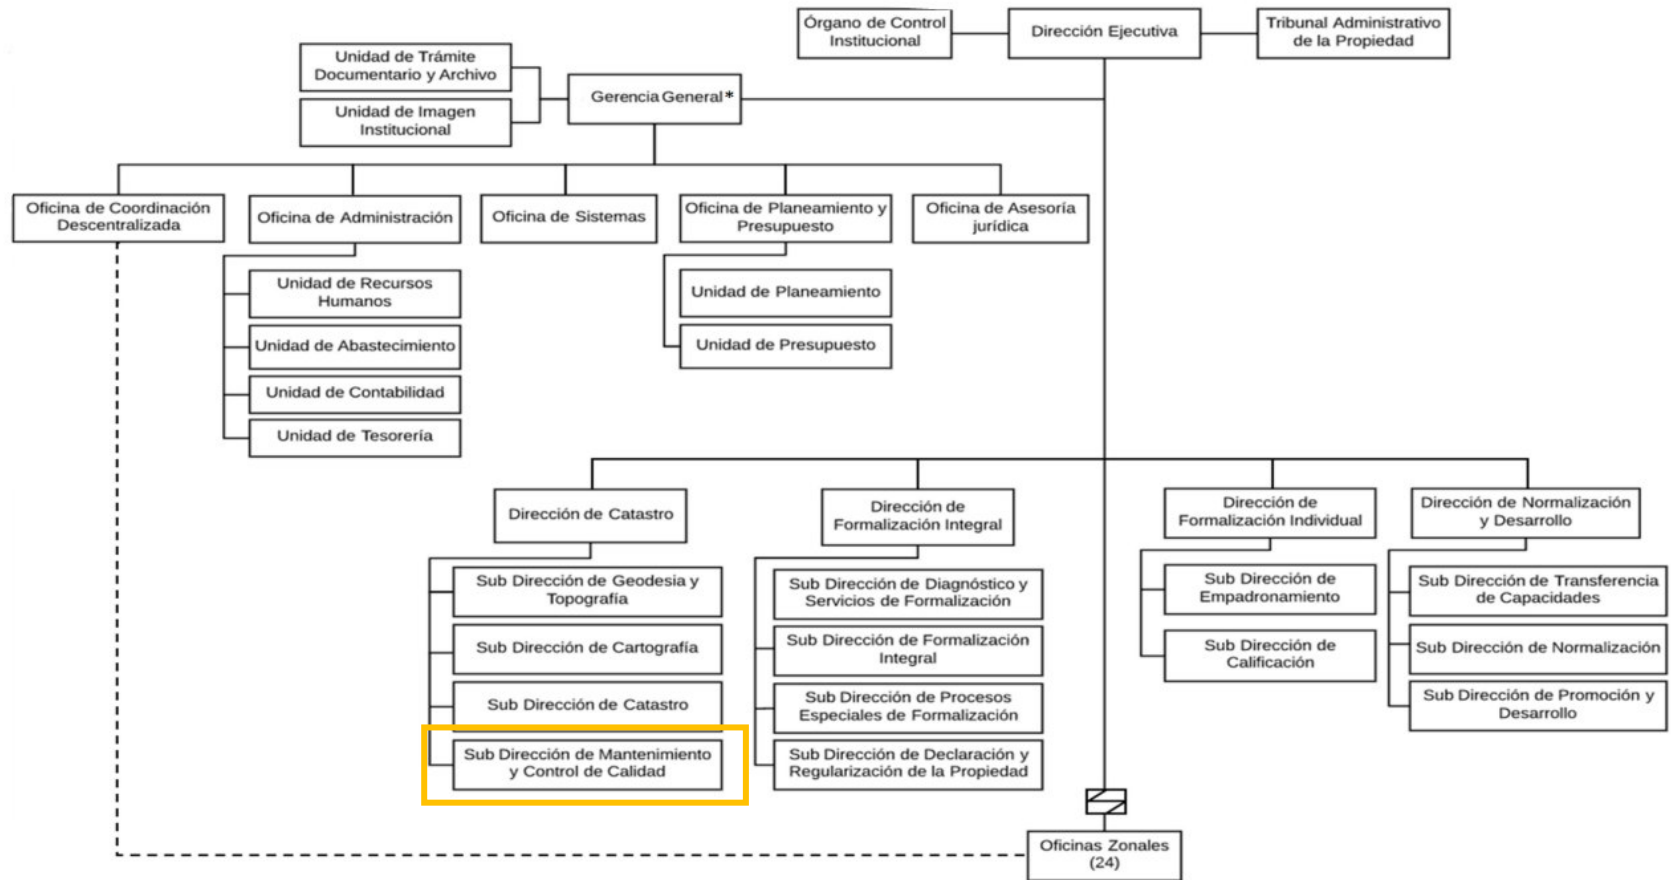 Órgano de Control
Institucional
Dirección Ejecutiva
Tribunal Administrativo
de la Propiedad
Unidad de Trámite
Documentario y Archivo
Unidad de Imagen
Institucional
Gerencia General*
Oficina de Coordinación
Descentralizada
Oficina de Administración
Oficina de Sistemas
Oficina de Planeamiento y
Presupuesto
Oficina de Asesoría
jurídica
Unidad de Recursos
Humanos
Unidad de Abastecimiento
Unidad de Contabilidad
Unidad de Tesorería
Unidad de Planeamiento
Unidad de Presupuesto
Dirección de Catastro
Sub Dirección de Geodesia y
Topografía
Sub Dirección de Cartografía
Sub Dirección de Catastro
Sub Dirección de Mantenimiento
y Control de Calidad
Dirección de
Formalización Integral
Sub Dirección de Diagnóstico y
Servicios de Formalización
Sub Dirección de Formalización
Integral
Sub Dirección de Procesos
Especiales de Formalización
Sub Dirección de Declaración y
Regularización de la Propiedad
Dirección de
Formalización Individual
Sub Dirección de
Empadronamiento
Sub Dirección de
Calificación
Dirección de Normalización
y Desarrollo
Sub Dirección de Transferencia
de Capacidades
Sub Dirección de Normalización
Sub Dirección de Promoción y
Desarrollo
Oficinas Zonales
(24)